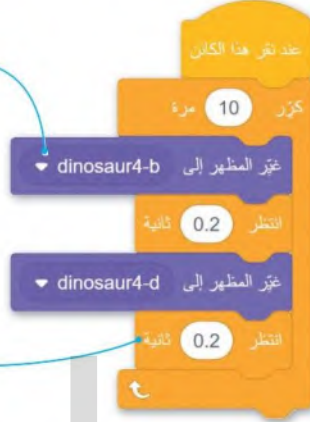 عند نقر هذا الكائن
كرّر 10 مرة
غيّر المظهر إلى dinosaur4-b
انتظر 0.2 ثانية
غيّر المظهر إلى dinosaur4-d
انتظر 0.2 ثانية